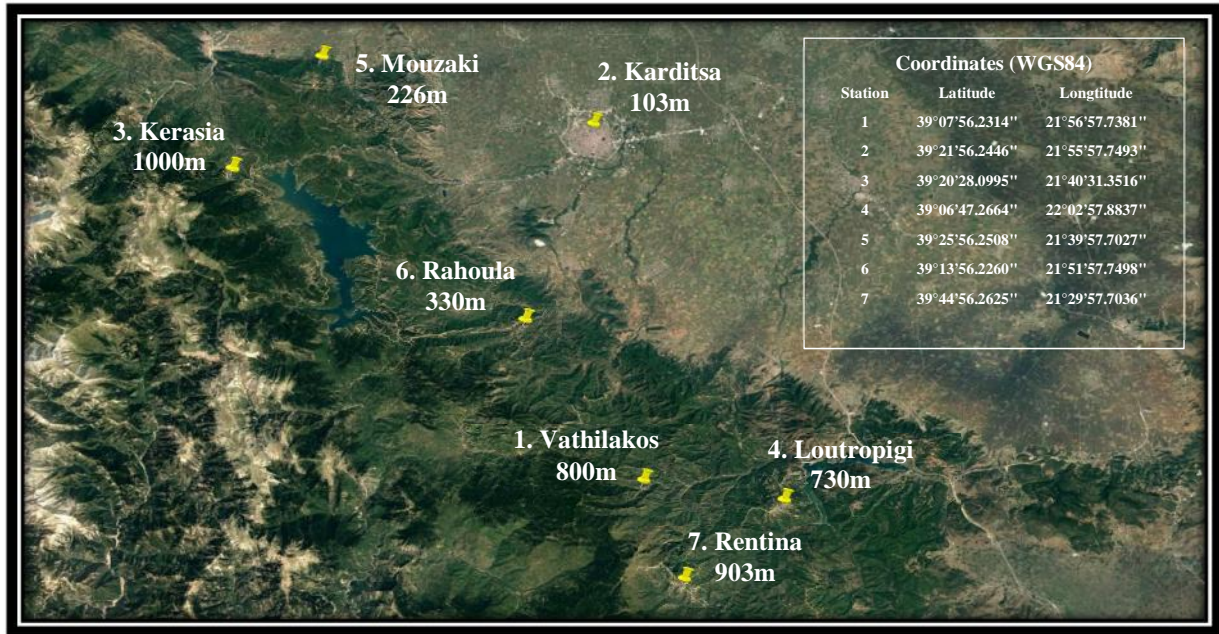 5. Mouzaki
226m
2. Karditsa
103m
3. Kerasia
1000m
6. Rahoula
330m
1. Vathilakos
800m
4. Loutropigi
730m
7. Rentina
903m
Coordinates (WGS84)
Station Latitude Longtitude
1 39°07'56.2314" 21°56'57.7381"
2 39°21'56.2446" 21°55'57.7493"
3 39°20'28.0995" 21°40'31.3516"
4 39°06'47.2664" 22°02'57.8837"
5 39°25'56.2508" 21°39'57.7027"
6 39°13'56.2260" 21°51'57.7498"
7 39°44'56.2625" 21°29'57.7036"